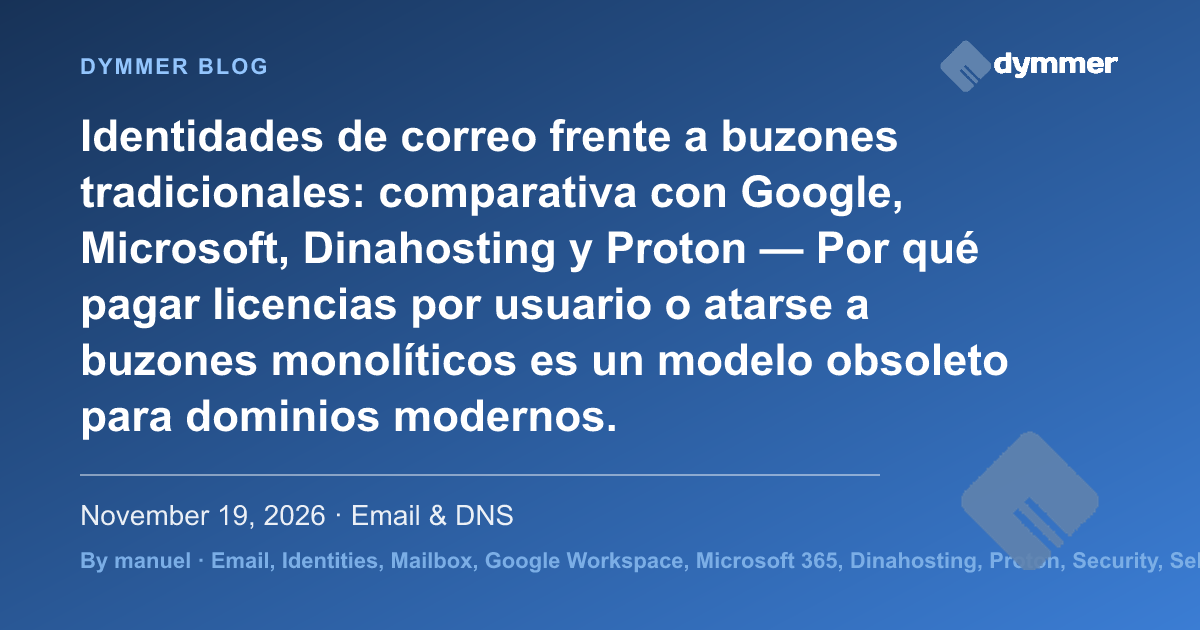 DYMMER BLOG
dymmer
Identidades de correo frente a buzones
tradicionales: comparativa con Google,
Microsoft, Dinahosting y Proton — Por qué
pagar licencias por usuario o atarse a
buzones monolíticos es un modelo obsoleto
para dominios modernos.
November 19, 2026 · Email & DNS
By manuel · Email, Identities, Mailbox, Google Workspace, Microsoft 365, Dinahosting, Proton, Security,